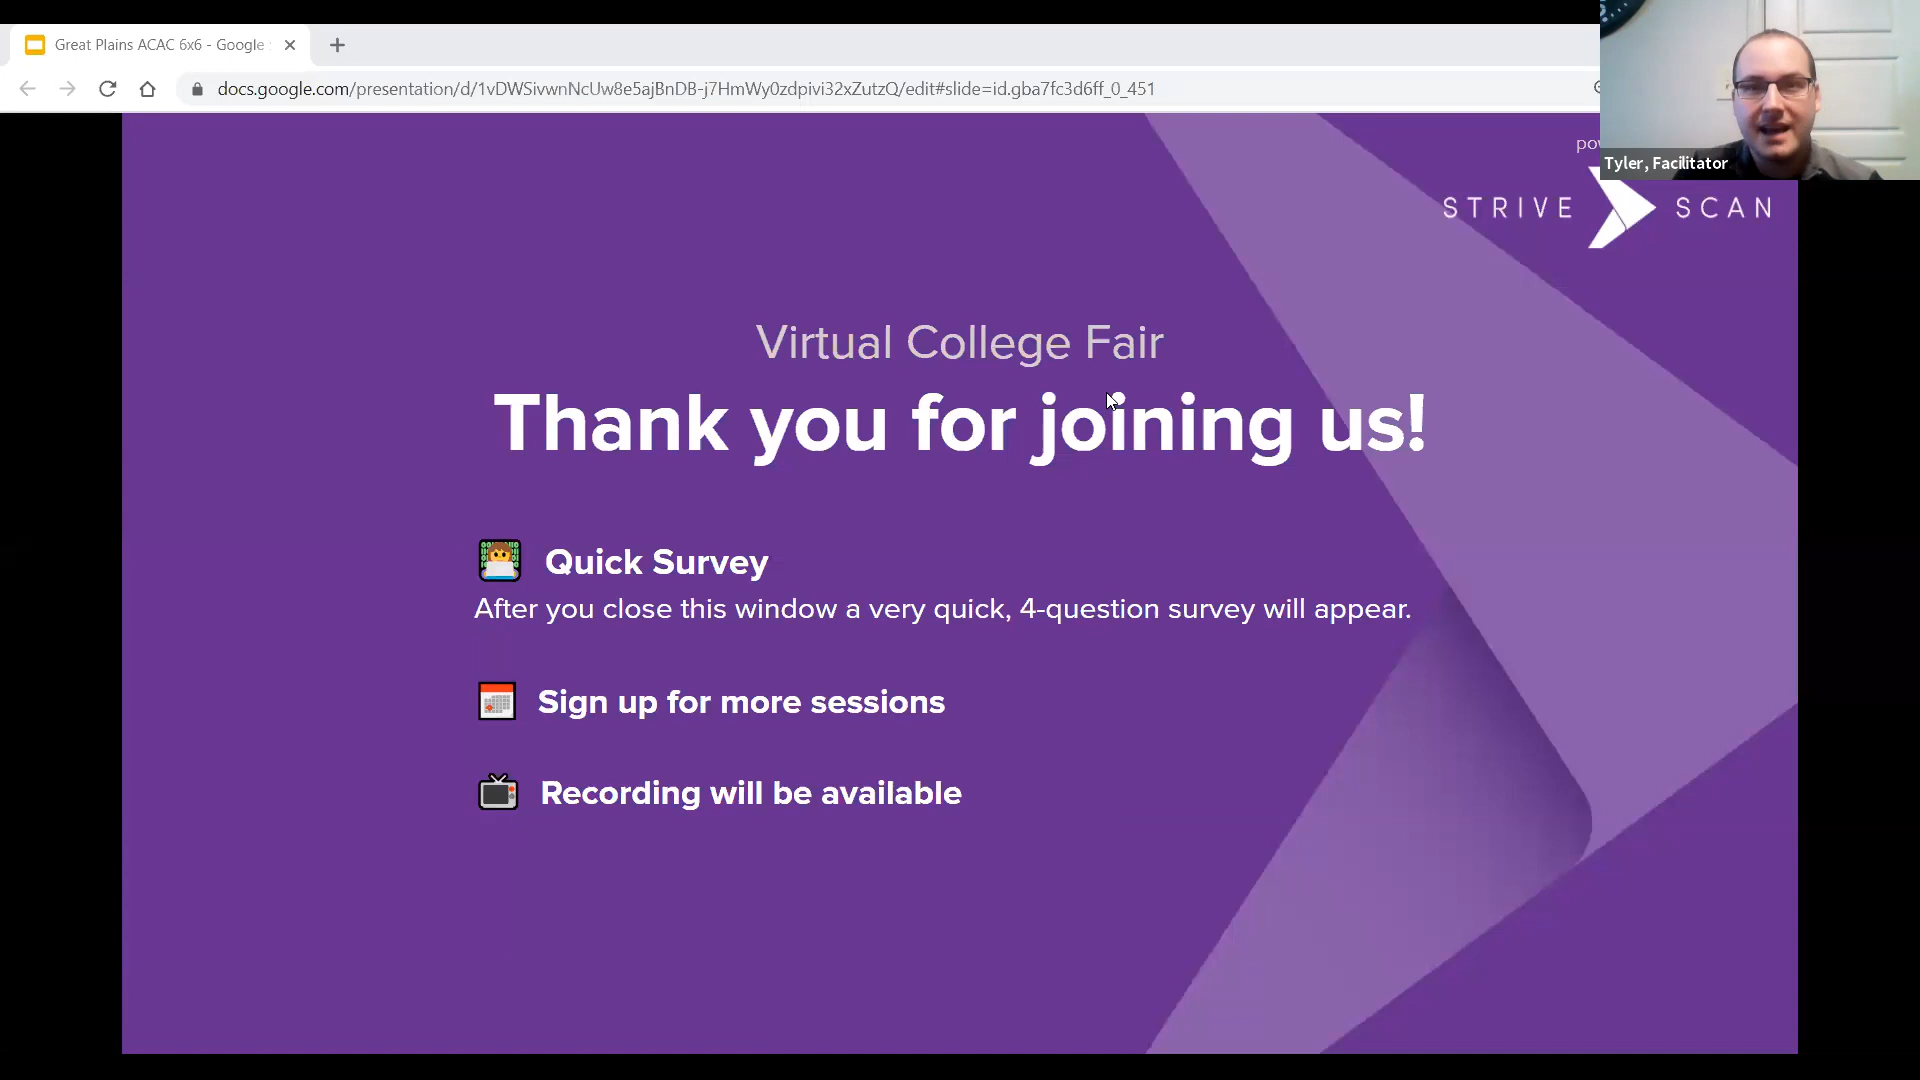 Great Plains ACAC 6x6 - Google
docs.google.com/presentation/d/1vDWSivwnNcUw8e5ajBnDB-j7HmWy0zdpivi32xZutzQ/edit#slide=id.gba7fc3d6ff_0_451
Tyler, Facilitator
STRIVE SCAN
Virtual College Fair
Thank you for joining us!
Quick Survey
After you close this window a very quick, 4-question survey will appear.
Sign up for more sessions
Recording will be available